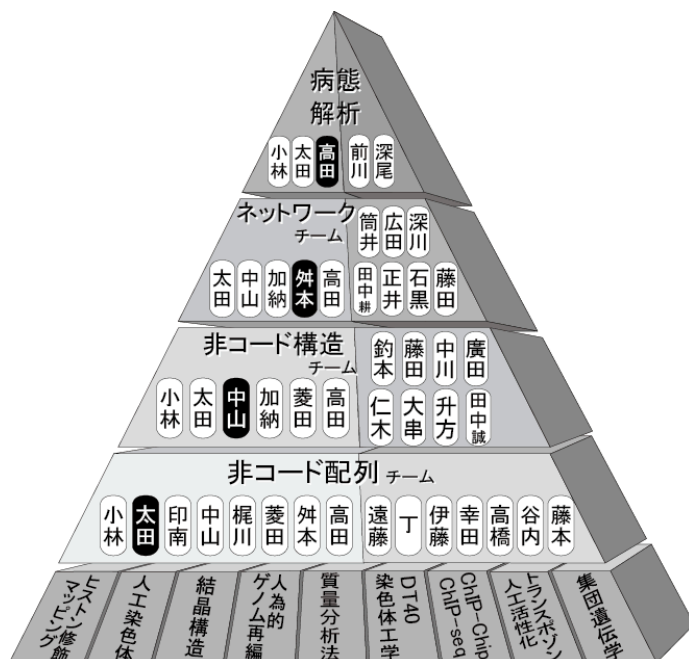 病態
解析
小林 太田 高田 前川 深尾
ネットワーク
チーム
筒井 広田 深川
太田 中山 加納 舛本 高田 田中耕 正井 石黒 藤田
非コード構造
チーム
釣本 藤田 中川 廣田
小林 太田 中山 加納 菱田 高田 仁木 大串 升方 田中誠
非コード配列 チーム
小林 太田 印南 中山 梶川 菱田 舛本 高田 遠藤 丁 伊藤 幸田 高橋 谷内 藤本
ヒストン修飾
マッピング
人工染色体
結晶構造
人為的
ゲノム再編
質量分析法
DT40
染色体工学
ChIP-Chip
ChIP-seq
トランスポゾン
人工活性化
集団遺伝学